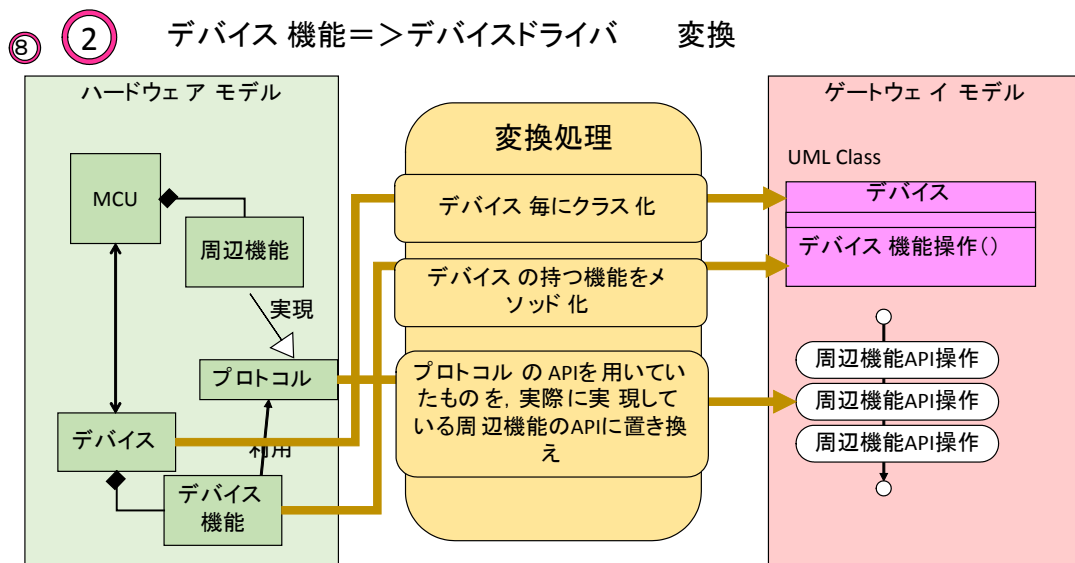 ⑧ 2 デバイス 機能＝＞デバイスドライバ 変換
ハードウェア モデル
MCU
周辺機能
実現
プロトコル
デバイス
利用
デバイス
機能
変換処理
デバイス 毎にクラス 化
デバイス の持つ機能をメ
ソッド 化
プロトコル の APIを用いてい
たものを，実際に実 現して
いる周 辺機能のAPIに置き換
え
ゲートウェ イ モデル
UML Class
デバイス
デバイス 機能操作（）
周辺機能API操作
周辺機能API操作
周辺機能API操作